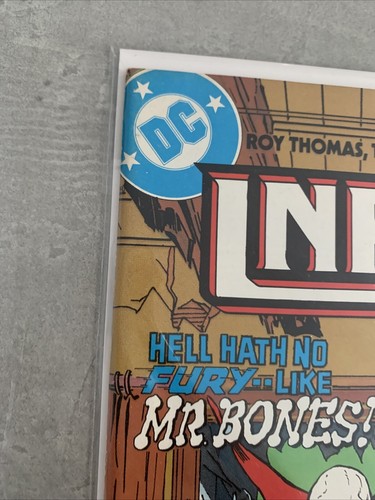 DC
ROY THOMAS,
HELL HATH NO
FURY--LIKE
MR. BONES!